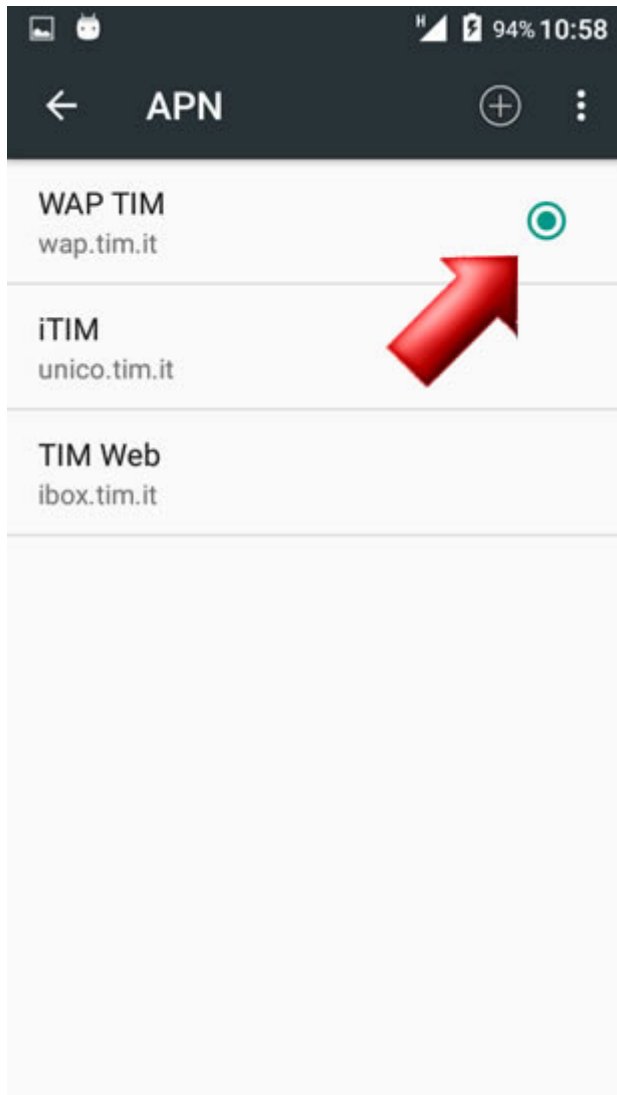 H 94% 10:58
APN
WAP TIM
wap.tim.it
iTIM
unico.tim.it
TIM Web
ibox.tim.it